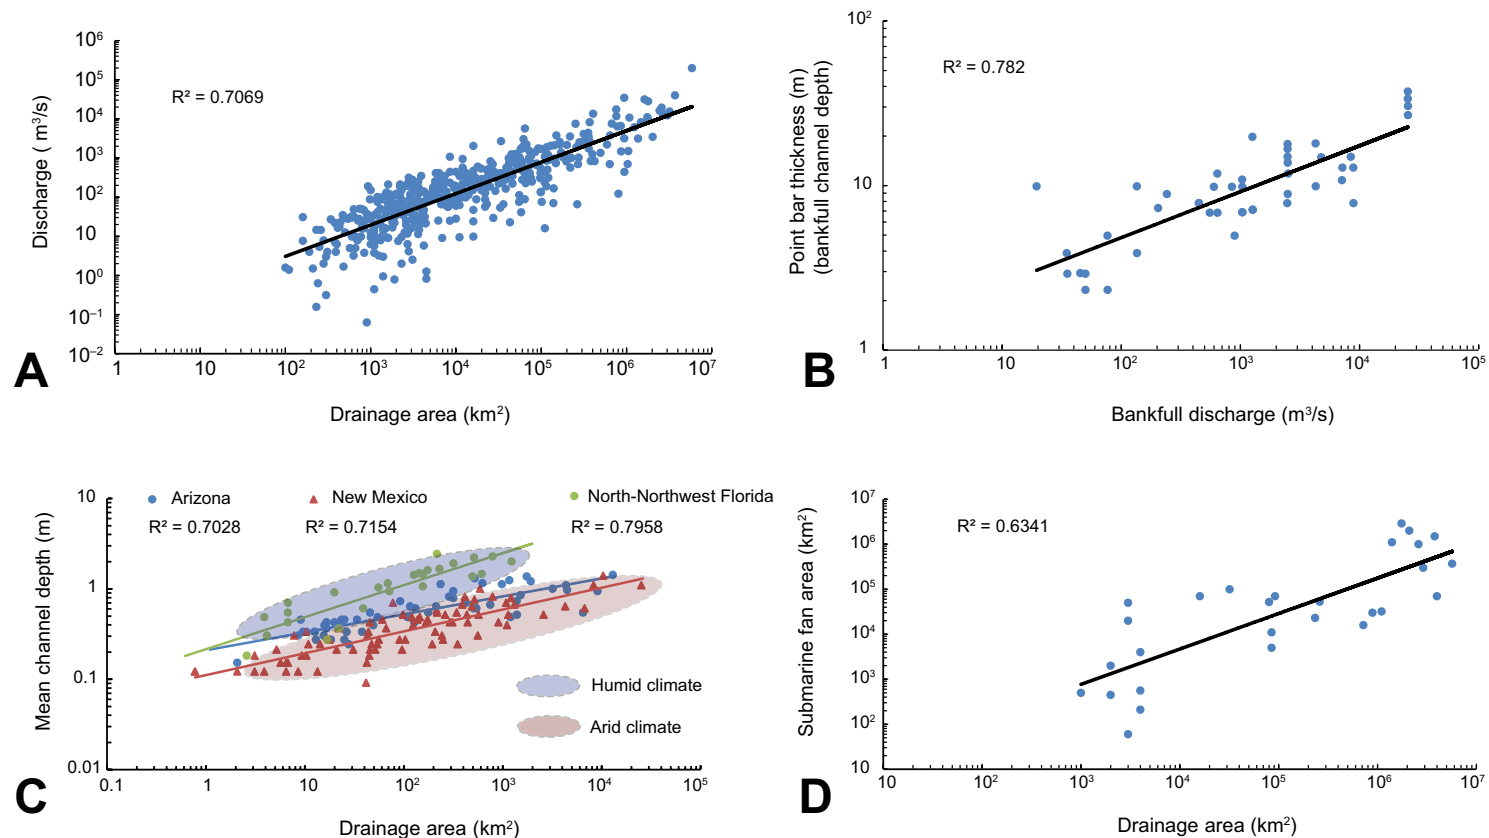 10⁶
10⁵
10⁴
10³
10²
10
10⁰
10⁻¹
10⁻²
R² = 0.7069
Discharge ( m³/s)
1
10
10²
10³
10⁴
10⁵
10⁶
10⁷
A
Drainage area (km²)
10²
10
1
R² = 0.782
Point bar thickness (m)
(bankfull channel depth)
1
10
10²
10³
10⁴
10⁵
B
Bankfull discharge (m³/s)
10
1
0.1
0.01
Arizona
New Mexico
North-Northwest Florida
R² = 0.7028
R² = 0.7154
R² = 0.7958
Mean channel depth (m)
Humid climate
Arid climate
0.1
1
10
10²
10³
10⁴
10⁵
C
Drainage area (km²)
10⁷
10⁶
10⁵
10⁴
10³
10²
10
R² = 0.6341
Submarine fan area (km²)
10
10²
10³
10⁴
10⁵
10⁶
10⁷
D
Drainage area (km²)